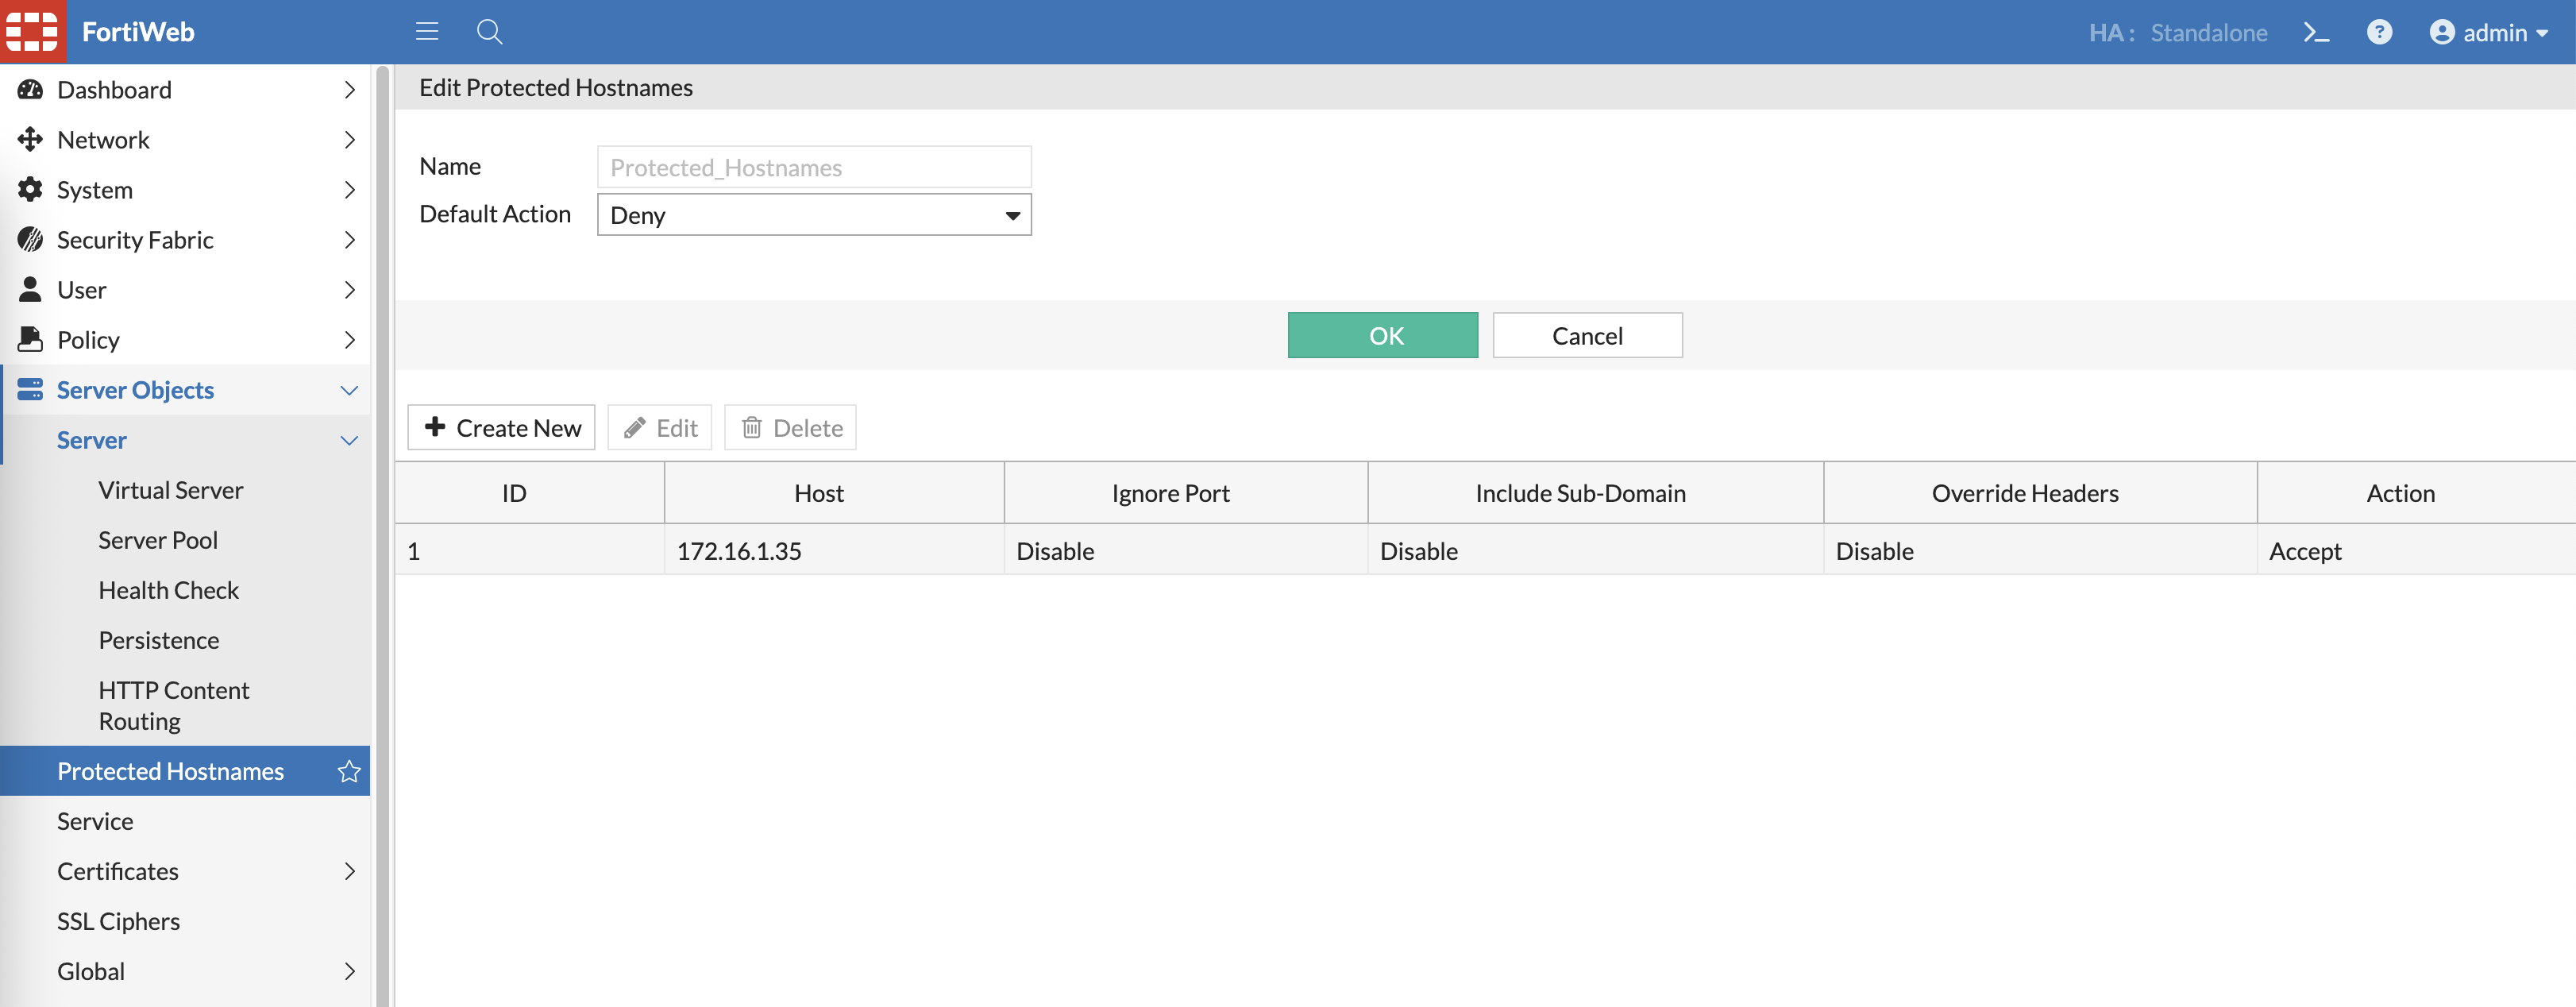 FortiWeb
HA: Standalone
admin
Dashboard
Network
System
Security Fabric
User
Policy
Server Objects
Server
Virtual Server
Server Pool
Health Check
Persistence
HTTP Content
Routing
Protected Hostnames
Service
Certificates
SSL Ciphers
Global
Edit Protected Hostnames
Name Protected_Hostnames
Default Action Deny
OK Cancel
Create New Edit Delete
ID Host Ignore Port Include Sub-Domain Override Headers Action
1 172.16.1.35 Disable Disable Disable Accept